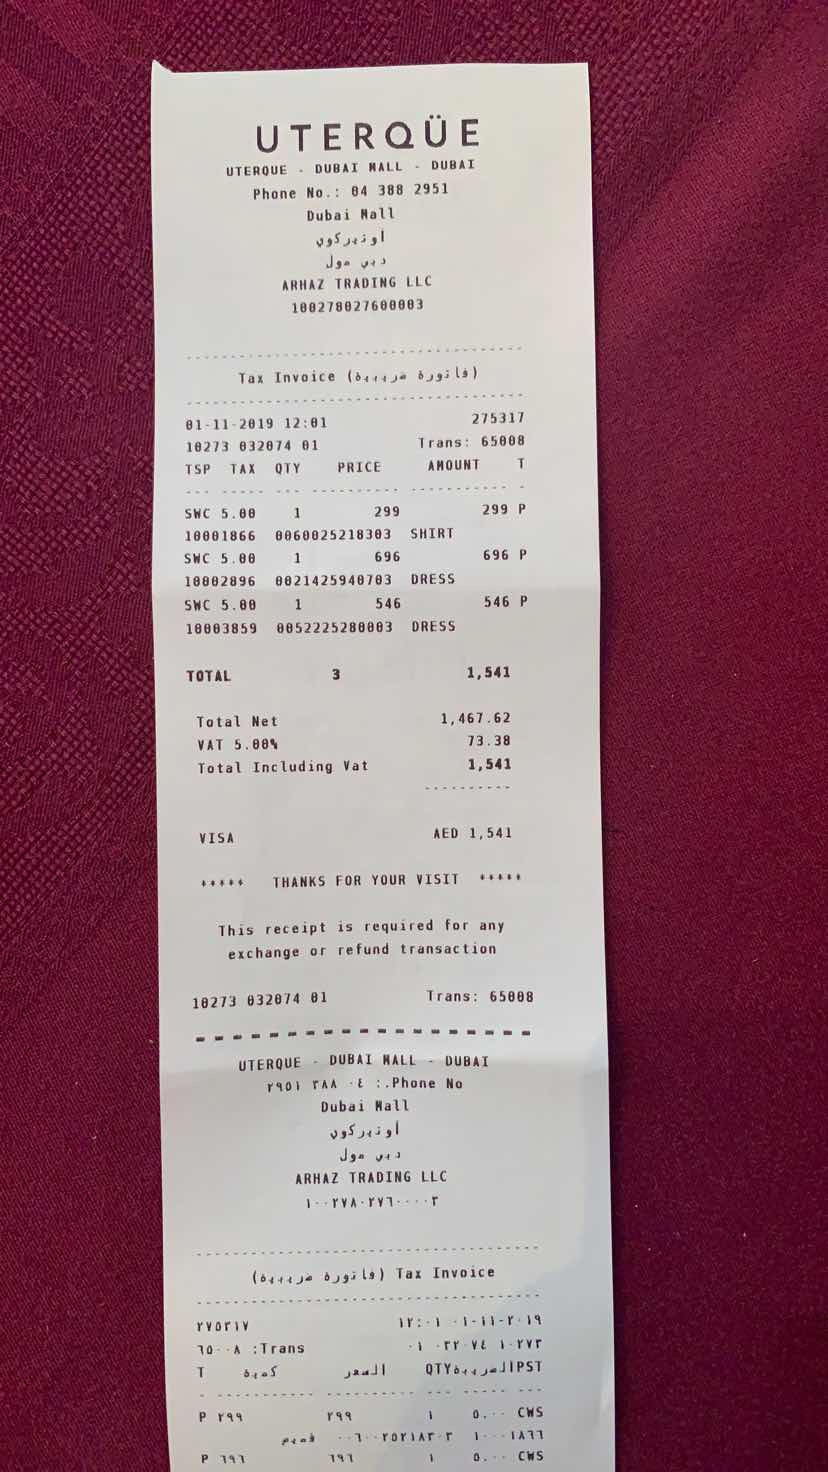 UTERQÜE
UTERQUE - DUBAI MALL - DUBAI
Phone No.: 04 388 2951
Dubai Mall
اوتيركوي
دبي مول
ARHAZ TRADING LLC
100278027600003
Tax Invoice (فاتورة ضريبية)
01-11-2019 12:01 275317
10273 032074 01 Trans: 65008
TSP TAX QTY PRICE AMOUNT T
SWC 5.00 1 299 299 P
10001866 0060025218303 SHIRT
SWC 5.00 1 696 696 P
10002896 0021425940703 DRESS
SWC 5.00 1 546 546 P
10003859 0052225280003 DRESS
TOTAL 3 1,541
Total Net 1,467.62
VAT 5.00% 73.38
Total Including Vat 1,541
VISA AED 1,541
***** THANKS FOR YOUR VISIT *****
This receipt is required for any
exchange or refund transaction
10273 032074 01 Trans: 65008
UTERQUE - DUBAI MALL - DUBAI
٠٤ ٣٨٨ ٢٩٥١ :.Phone No
Dubai Mall
أوتيركوي
دبي مول
ARHAZ TRADING LLC
١٠٠٢٧٨٠٢٧٦٠٠٠٠٣
(فاتورة ضريبية) Tax Invoice
٢٧٥٣١٧ ١٢:٠١ ٠١-١١-٢٠١٩
٦٥٠٠٨ :Trans ٠١ ٠٣٢٠٧٤ ١٠٢٧٣
T كمية السعر QTYالضريبةPST
P ٢٩٩ ٢٩٩ ١ ٥.٠٠ CWS
قميص ٠٠٦٠٠٢٥٢١٨٣٠٣ ١٠٠٠١٨٦٦
P ٦٩٦ ٦٩٦ ١ ٥.٠٠ CWS